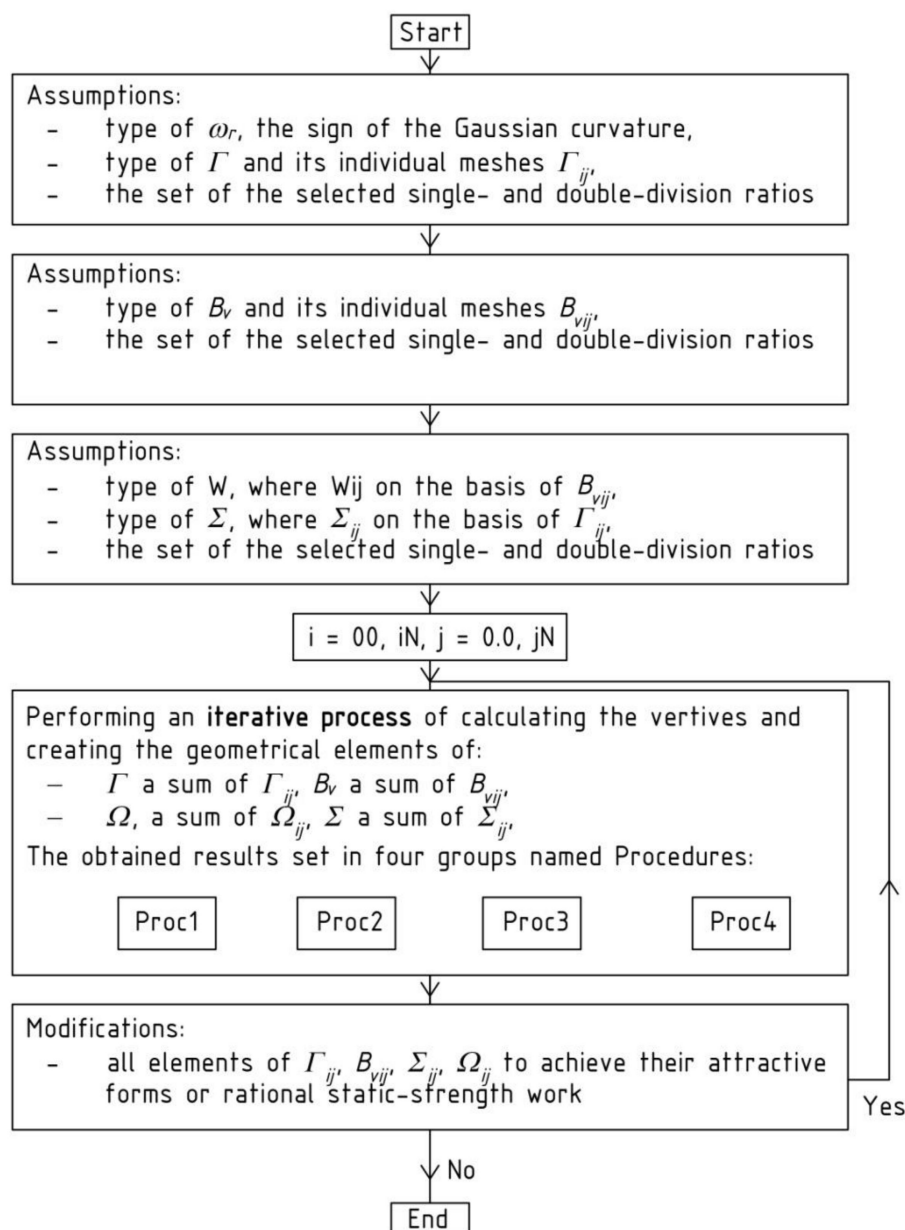 Start
Assumptions:
- type of ωr, the sign of the Gaussian curvature,
- type of Γ and its individual meshes Γij,
- the set of the selected single- and double-division ratios
Assumptions:
- type of Bv and its individual meshes Bvij,
- the set of the selected single- and double-division ratios
Assumptions:
- type of W, where Wij on the basis of Bvij,
- type of Σ, where Σij on the basis of Γij,
- the set of the selected single- and double-division ratios
i = 00, iN, j = 0.0, jN
Performing an iterative process of calculating the vertives and
creating the geometrical elements of:
– Γ a sum of Γij, Bv a sum of Bvij,
– Ω, a sum of Ωij, Σ a sum of Σij,
The obtained results set in four groups named Procedures:
Proc1 Proc2 Proc3 Proc4
Modifications:
- all elements of Γij, Bvij, Σij, Ωij to achieve their attractive
forms or rational static-strength work
Yes
No
End